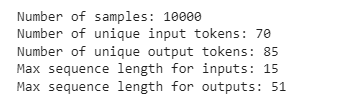 Number of samples: 10000
Number of unique input tokens: 70
Number of unique output tokens: 85
Max sequence length for inputs: 15
Max sequence length for outputs: 51